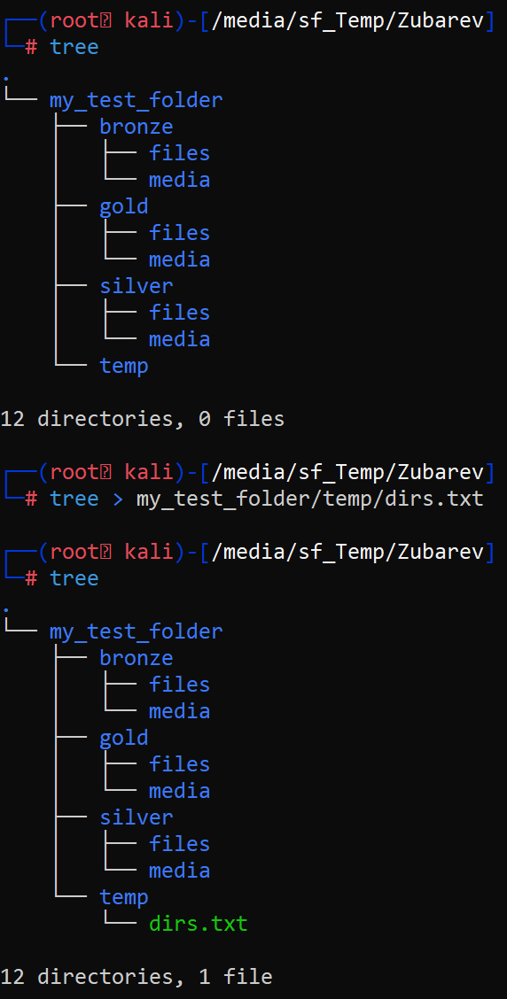 ┌──(root㉿ kali)-[/media/sf_Temp/Zubarev]
└─# tree
.
└── my_test_folder
    ├── bronze
    │   ├── files
    │   └── media
    ├── gold
    │   ├── files
    │   └── media
    ├── silver
    │   ├── files
    │   └── media
    └── temp
12 directories, 0 files
┌──(root㉿ kali)-[/media/sf_Temp/Zubarev]
└─# tree > my_test_folder/temp/dirs.txt
┌──(root㉿ kali)-[/media/sf_Temp/Zubarev]
└─# tree
.
└── my_test_folder
    ├── bronze
    │   ├── files
    │   └── media
    ├── gold
    │   ├── files
    │   └── media
    ├── silver
    │   ├── files
    │   └── media
    └── temp
        └── dirs.txt
12 directories, 1 file